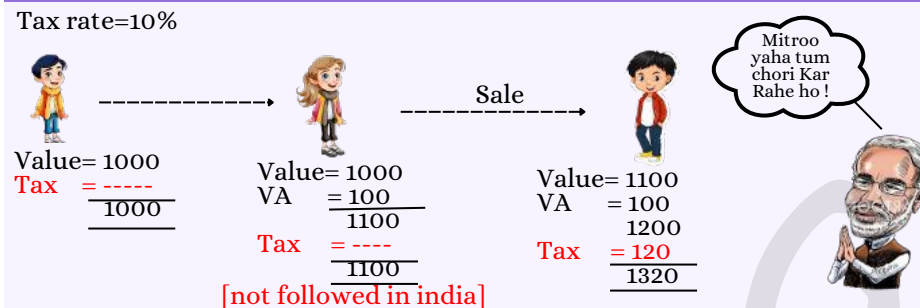 Tax rate=10%
Mitroo
yaha tum
chori Kar
Rahe ho !
Sale
Value= 1000
Tax = -----
1000
Value= 1000
VA = 100
1100
Tax = ----
1100
[not followed in india]
Value= 1100
VA = 100
1200
Tax = 120
1320